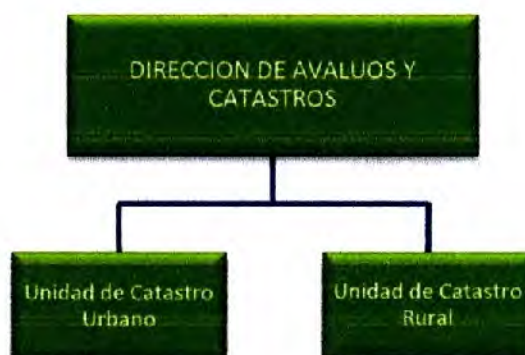 DIRECCION DE AVALUOS Y
CATASTROS
Unidad de Catastro
Urbano
Unidad de Catastro
Rural